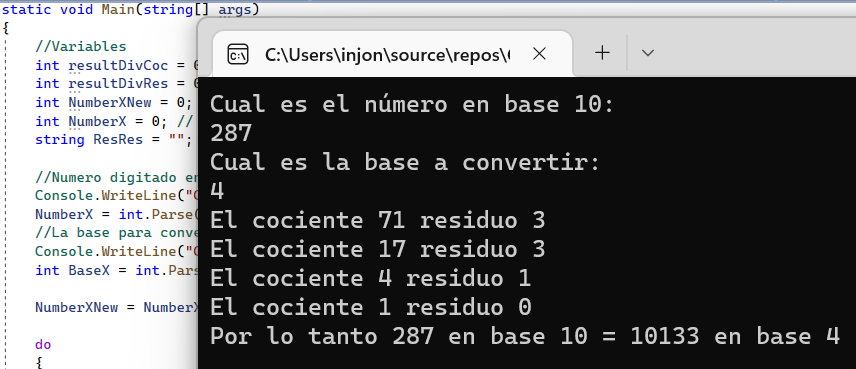 static void Main(string[] args)
{
//Variables
int resultDivCoc =
int resultDivRes =
int NumberXNew = 0;
int NumberX = 0; //
string ResRes = "";
//Numero digitado en
Console.WriteLine("C
NumberX = int.Parse(
//La base para conve
Console.WriteLine("C
int BaseX = int.Pars
NumberXNew = NumberX
do
{
C:\Users\injon\source\repos\
Cual es el número en base 10:
287
Cual es la base a convertir:
4
El cociente 71 residuo 3
El cociente 17 residuo 3
El cociente 4 residuo 1
El cociente 1 residuo 0
Por lo tanto 287 en base 10 = 10133 en base 4